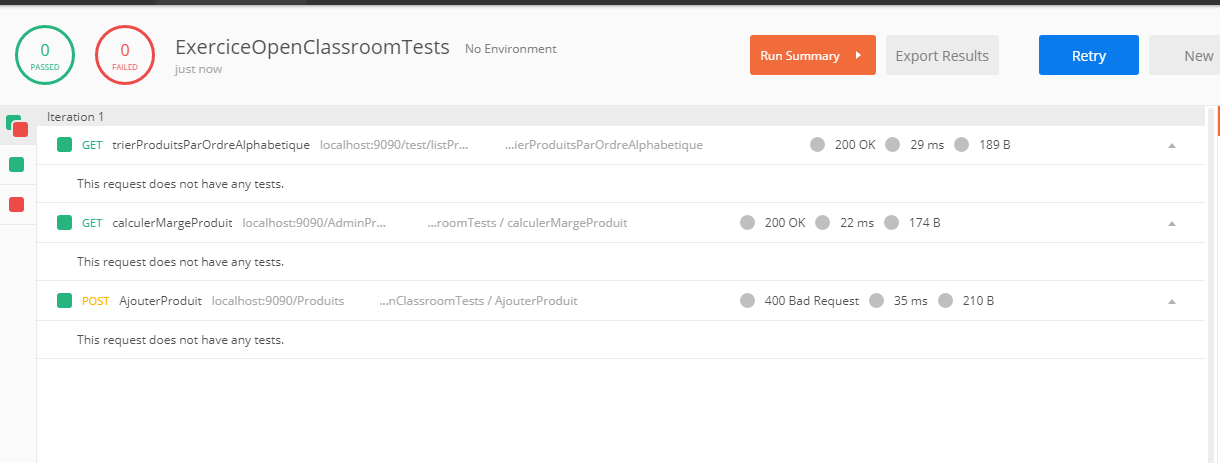 0 PASSED
0 FAILED
ExerciceOpenClassroomTests No Environment
just now
Run Summary
Export Results
Retry
New
Iteration 1
GET trierProduitsParOrdreAlphabetique localhost:9090/test/listPr... ...ierProduitsParOrdreAlphabetique 200 OK 29 ms 189 B
This request does not have any tests.
GET calculerMargeProduit localhost:9090/AdminPr... ...roomTests / calculerMargeProduit 200 OK 22 ms 174 B
This request does not have any tests.
POST AjouterProduit localhost:9090/Produits ...nClassroomTests / AjouterProduit 400 Bad Request 35 ms 210 B
This request does not have any tests.